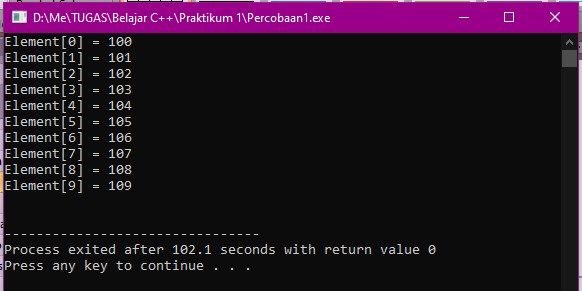 D:\Me\TUGAS\Belajar C++\Praktikum 1\Percobaan1.exe
Element[0] = 100
Element[1] = 101
Element[2] = 102
Element[3] = 103
Element[4] = 104
Element[5] = 105
Element[6] = 106
Element[7] = 107
Element[8] = 108
Element[9] = 109
--------------------------------
Process exited after 102.1 seconds with return value 0
Press any key to continue . . .